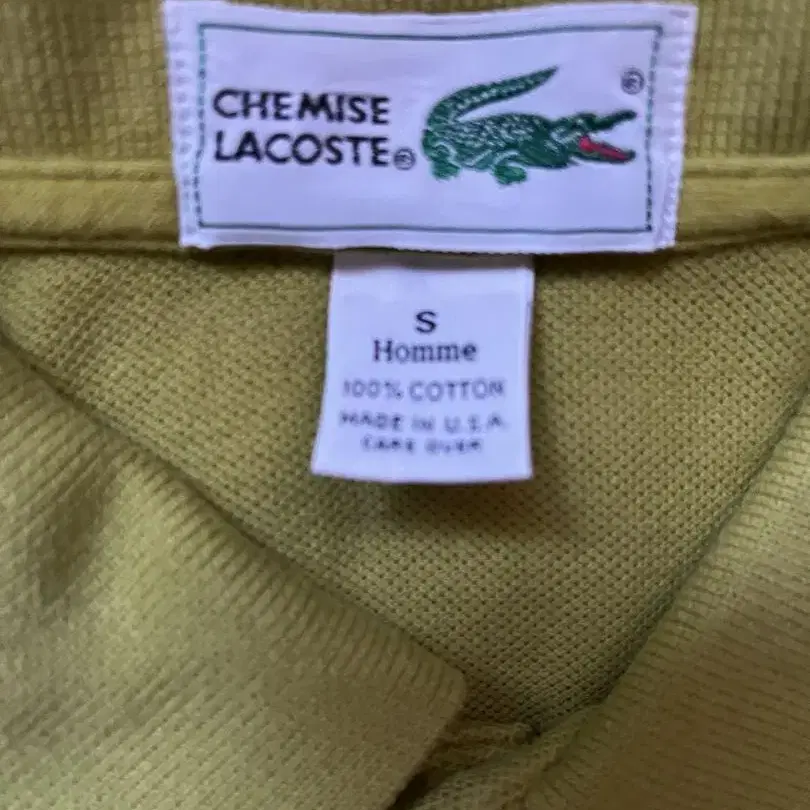 CHEMISE
LACOSTE®
®
S
Homme
100% COTTON
MADE IN U.S.A.
CARE OVER